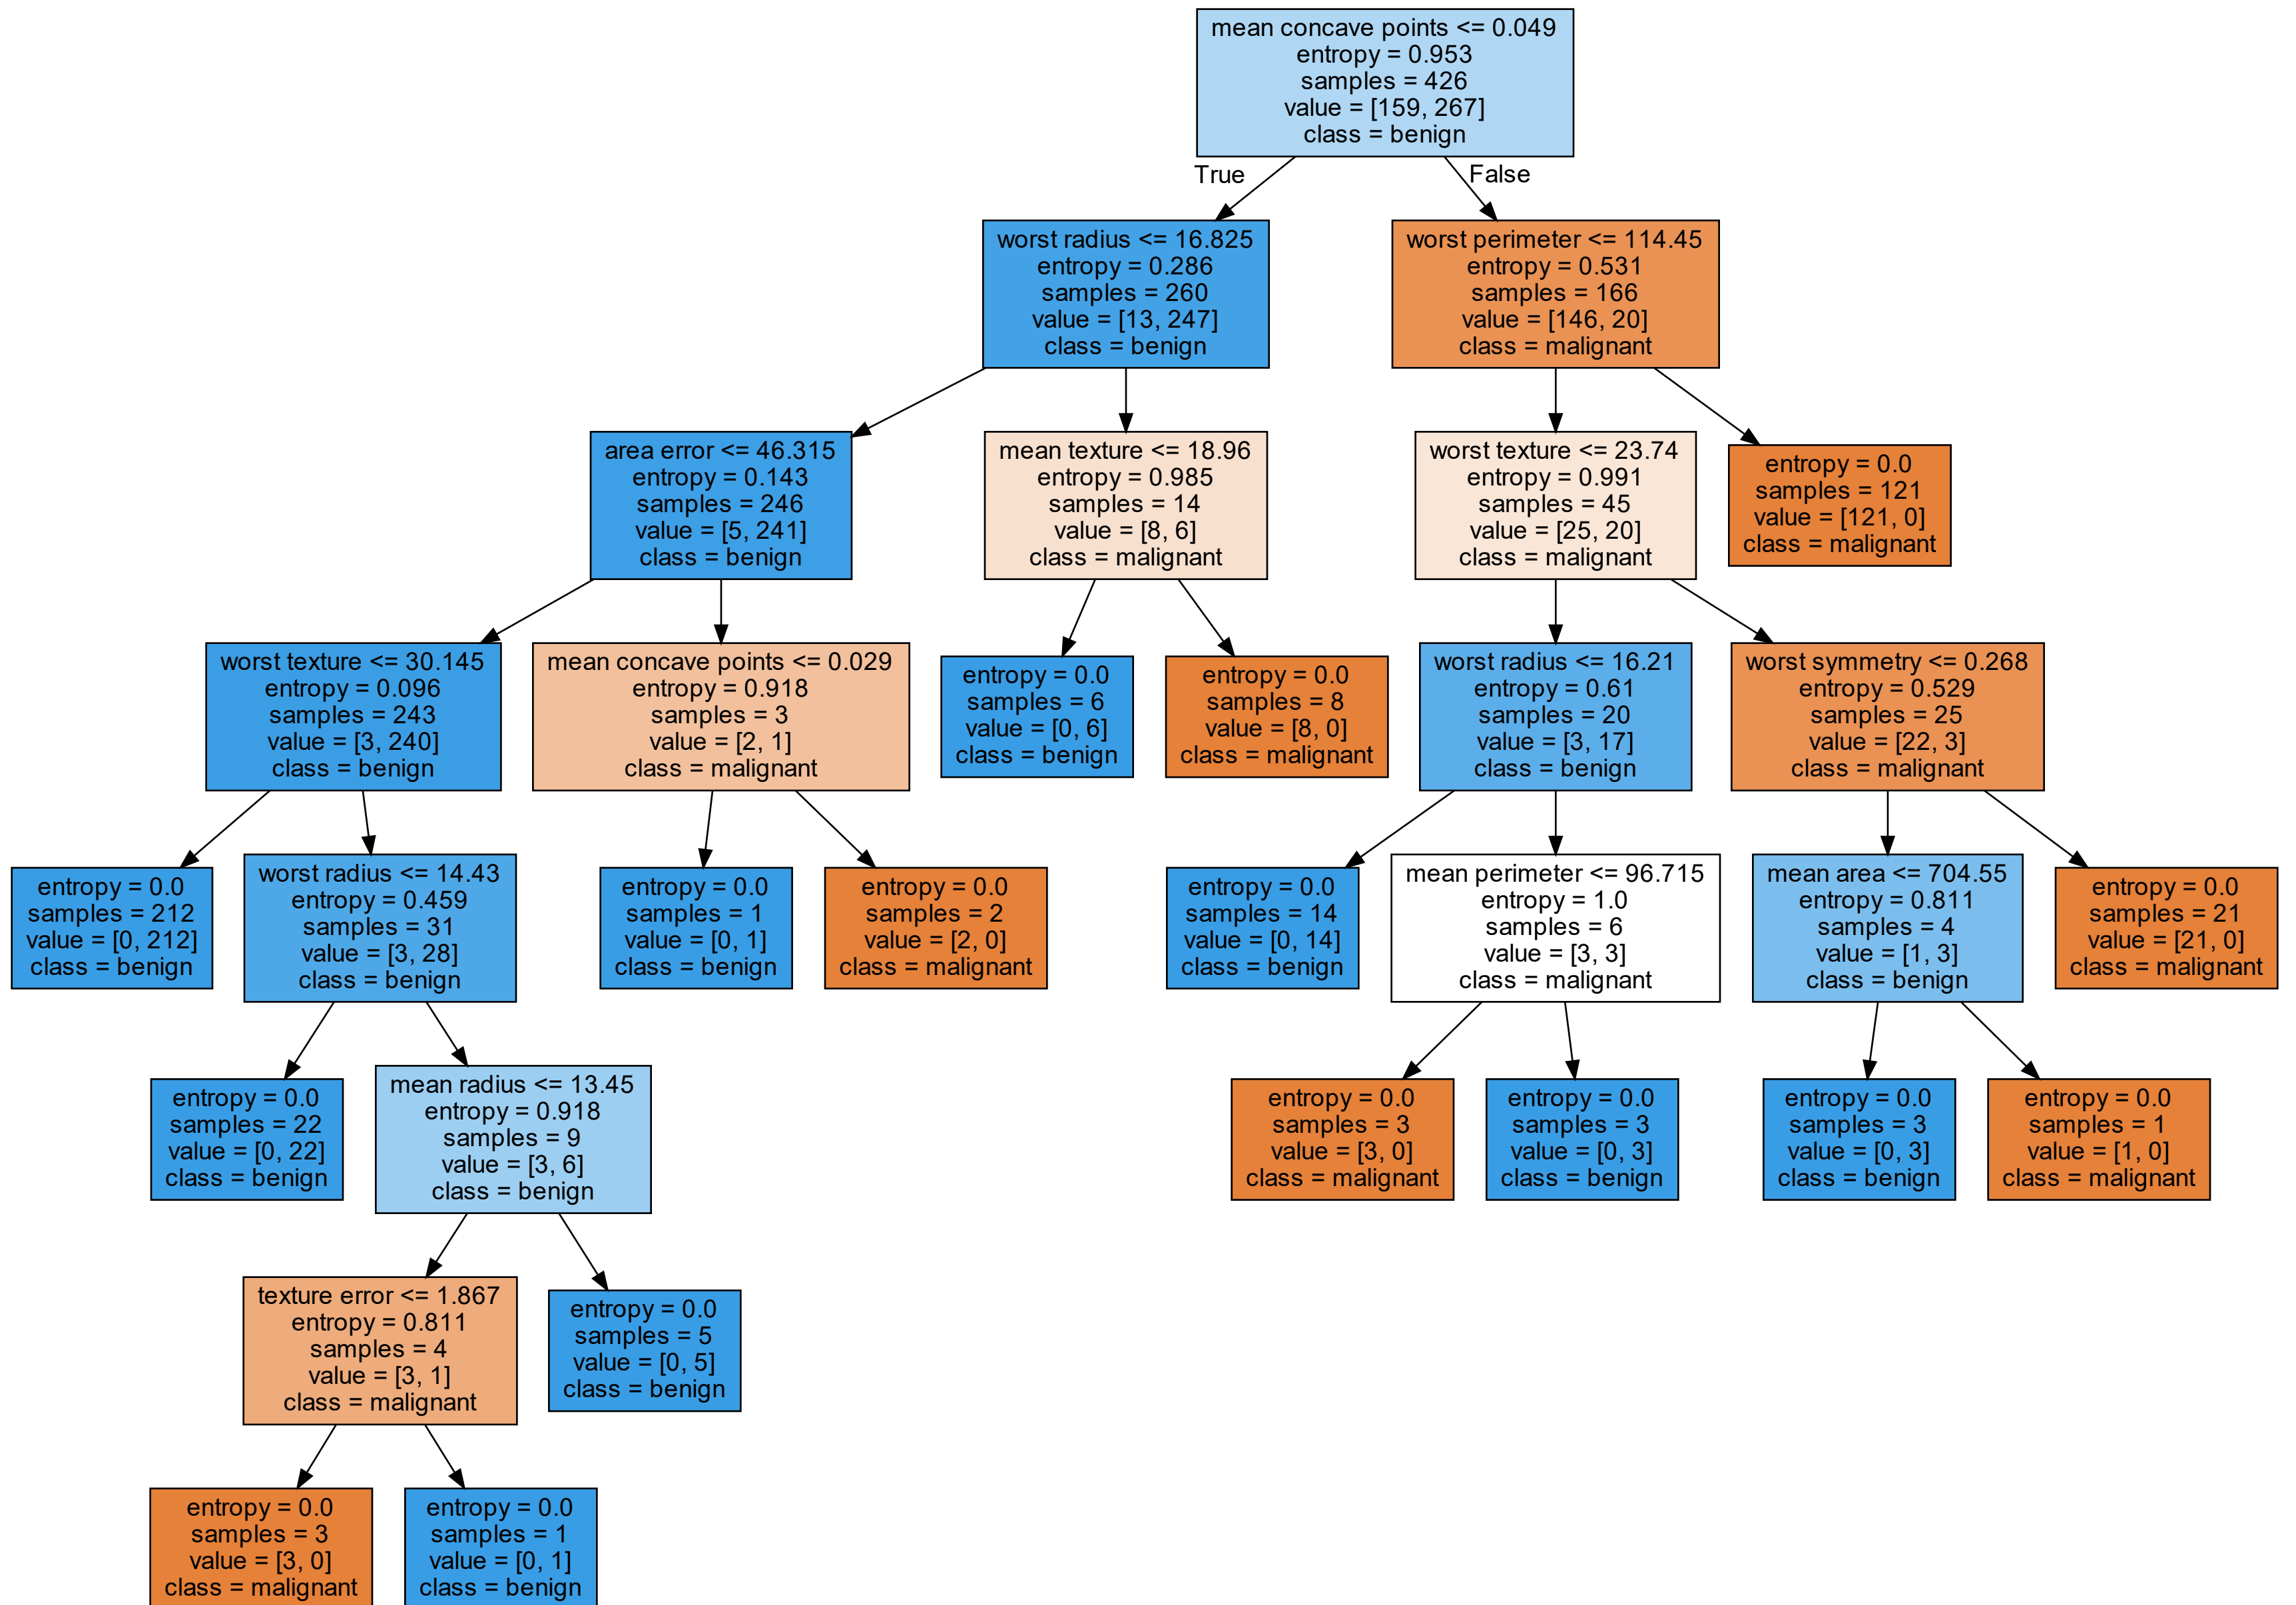 mean concave points <= 0.049
entropy = 0.953
samples = 426
value = [159, 267]
class = benign
True
False
worst radius <= 16.825
entropy = 0.286
samples = 260
value = [13, 247]
class = benign
worst perimeter <= 114.45
entropy = 0.531
samples = 166
value = [146, 20]
class = malignant
area error <= 46.315
entropy = 0.143
samples = 246
value = [5, 241]
class = benign
mean texture <= 18.96
entropy = 0.985
samples = 14
value = [8, 6]
class = malignant
worst texture <= 23.74
entropy = 0.991
samples = 45
value = [25, 20]
class = malignant
entropy = 0.0
samples = 121
value = [121, 0]
class = malignant
worst texture <= 30.145
entropy = 0.096
samples = 243
value = [3, 240]
class = benign
mean concave points <= 0.029
entropy = 0.918
samples = 3
value = [2, 1]
class = malignant
entropy = 0.0
samples = 6
value = [0, 6]
class = benign
entropy = 0.0
samples = 8
value = [8, 0]
class = malignant
worst radius <= 16.21
entropy = 0.61
samples = 20
value = [3, 17]
class = benign
worst symmetry <= 0.268
entropy = 0.529
samples = 25
value = [22, 3]
class = malignant
entropy = 0.0
samples = 212
value = [0, 212]
class = benign
worst radius <= 14.43
entropy = 0.459
samples = 31
value = [3, 28]
class = benign
entropy = 0.0
samples = 1
value = [0, 1]
class = benign
entropy = 0.0
samples = 2
value = [2, 0]
class = malignant
entropy = 0.0
samples = 14
value = [0, 14]
class = benign
mean perimeter <= 96.715
entropy = 1.0
samples = 6
value = [3, 3]
class = malignant
mean area <= 704.55
entropy = 0.811
samples = 4
value = [1, 3]
class = benign
entropy = 0.0
samples = 21
value = [21, 0]
class = malignant
entropy = 0.0
samples = 22
value = [0, 22]
class = benign
mean radius <= 13.45
entropy = 0.918
samples = 9
value = [3, 6]
class = benign
entropy = 0.0
samples = 3
value = [3, 0]
class = malignant
entropy = 0.0
samples = 3
value = [0, 3]
class = benign
entropy = 0.0
samples = 3
value = [0, 3]
class = benign
entropy = 0.0
samples = 1
value = [1, 0]
class = malignant
texture error <= 1.867
entropy = 0.811
samples = 4
value = [3, 1]
class = malignant
entropy = 0.0
samples = 5
value = [0, 5]
class = benign
entropy = 0.0
samples = 3
value = [3, 0]
class = malignant
entropy = 0.0
samples = 1
value = [0, 1]
class = benign